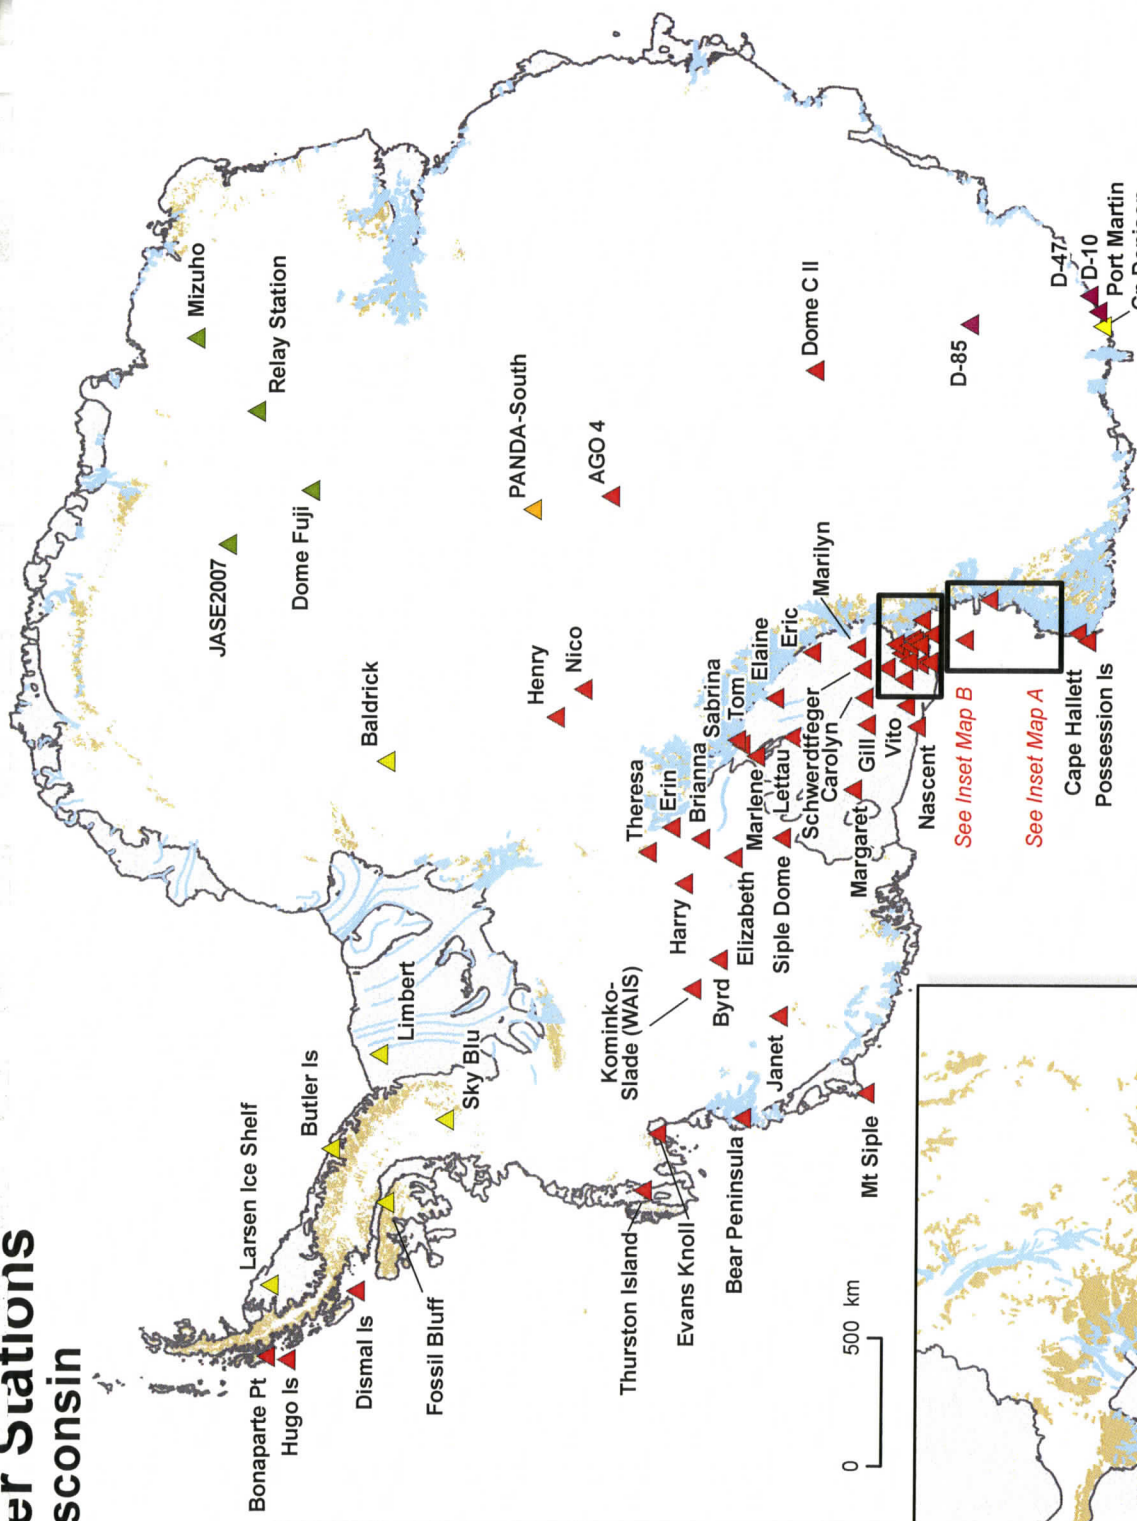 er Stations
sconsin
Mizuho
Relay Station
Dome Fuji
JASE2007
PANDA-South
AGO 4
Dome C II
D-85
D-47
D-10
Port Martin
Baldrick
Henry
Nico
Marilyn
Eric
Elaine
Tom
Sabrina
Brianna
Erin
Theresa
Harry
Elizabeth
Marlene
Lettau
Siple Dome
Schwerdtfeger
Carolyn
Gill
Vito
Nascent
Margaret
See Inset Map B
See Inset Map A
Cape Hallett
Possession Is
Kominko-
Slade (WAIS)
Byrd
Janet
Mt Siple
Bear Peninsula
Evans Knoll
Thurston Island
Limbert
Sky Blu
Butler Is
Larsen Ice Shelf
Fossil Bluff
Dismal Is
Hugo Is
Bonaparte Pt
0 500 km